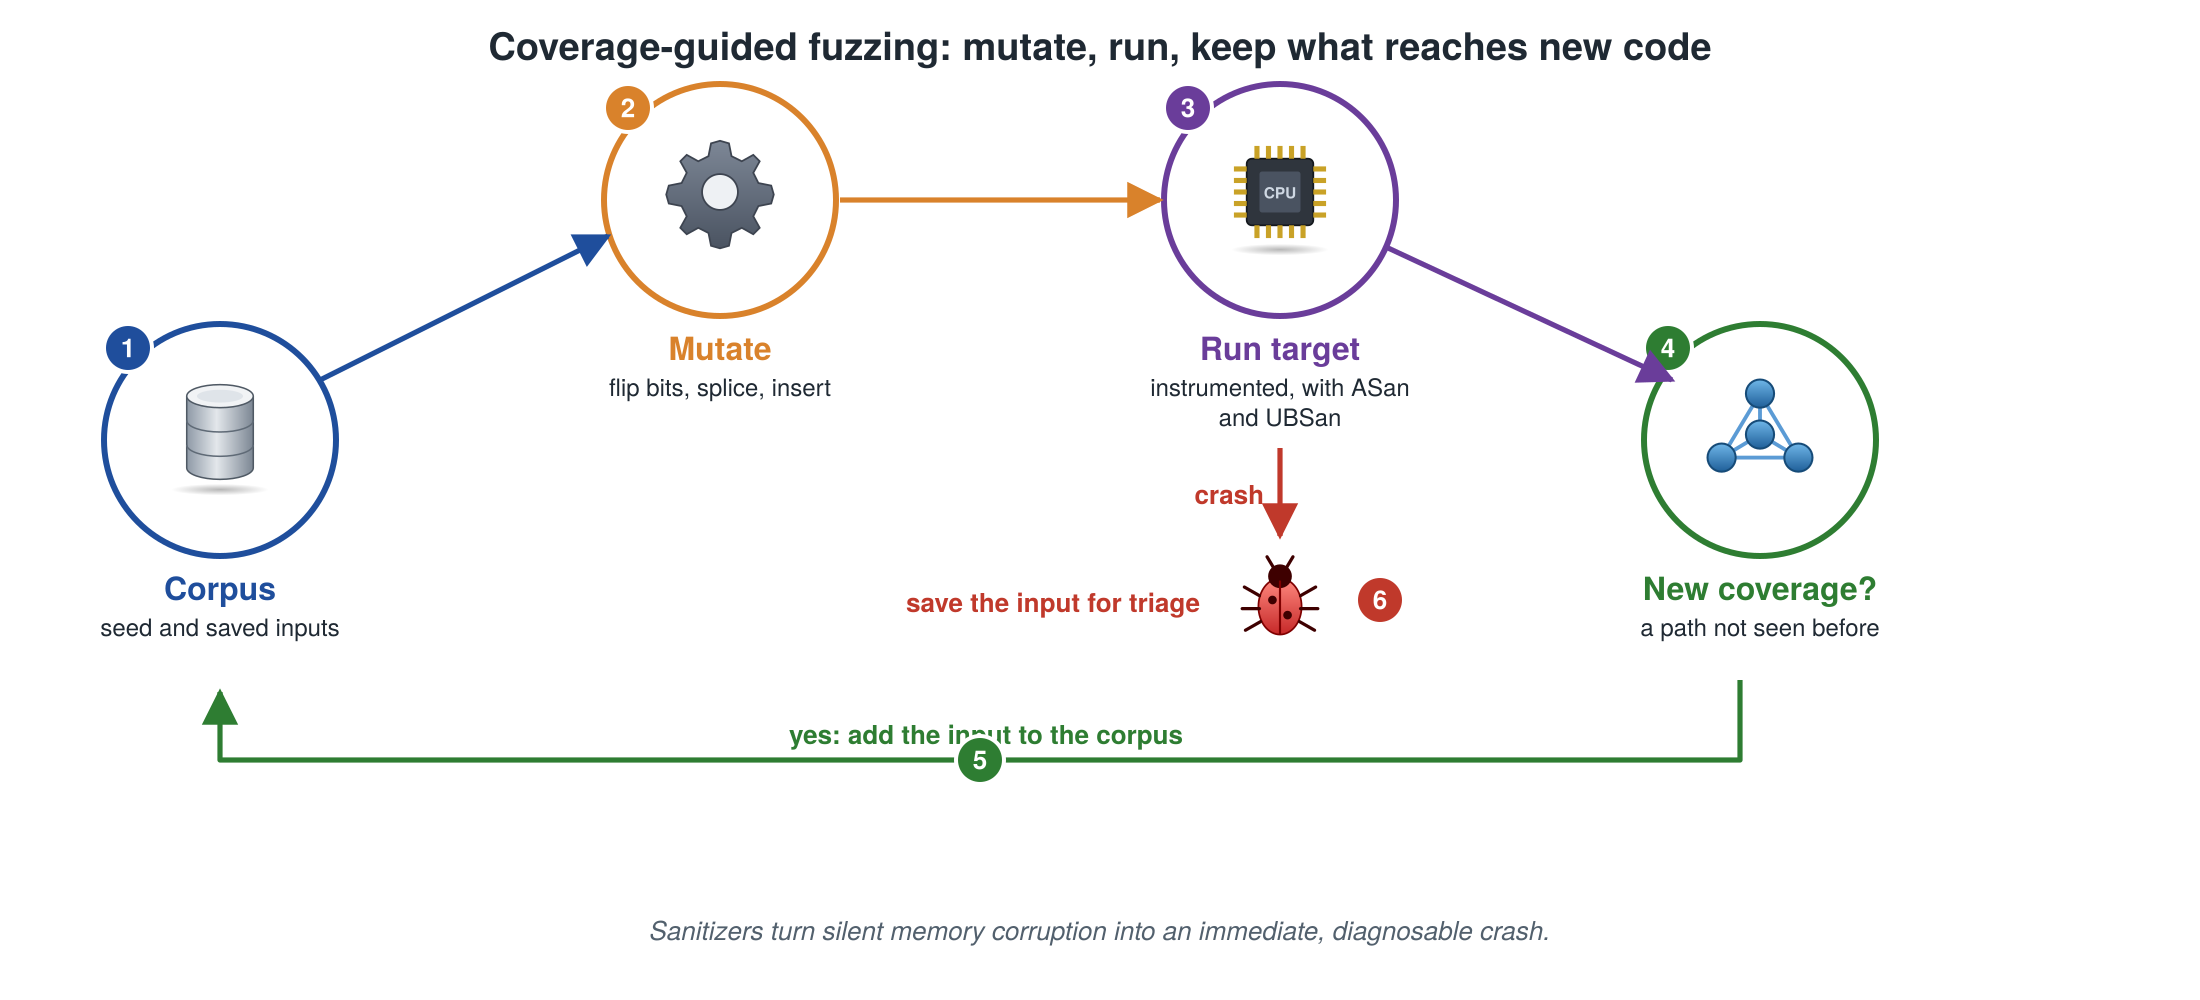 Coverage-guided fuzzing: mutate, run, keep what reaches new code
2
3
CPU
1
4
Mutate
flip bits, splice, insert
Run target
instrumented, with ASan
and UBSan
crash
Corpus
seed and saved inputs
save the input for triage
6
New coverage?
a path not seen before
yes: add the input to the corpus
5
Sanitizers turn silent memory corruption into an immediate, diagnosable crash.